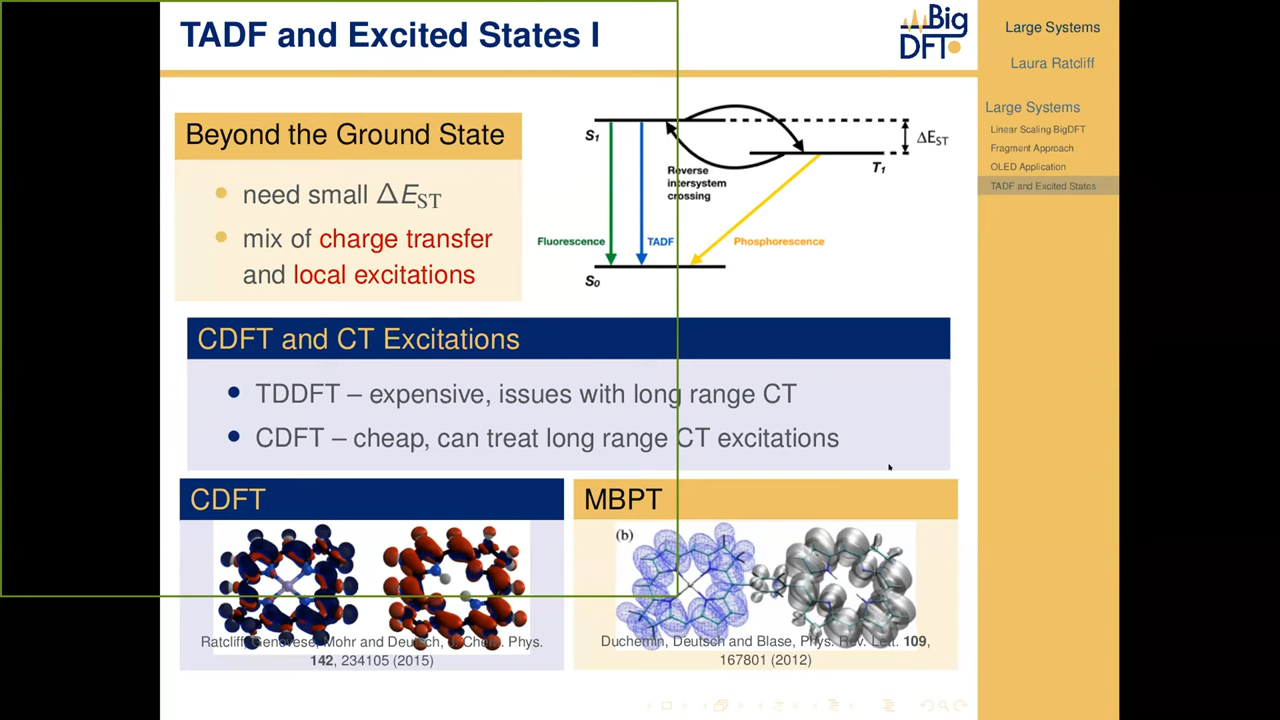 TADF and Excited States I
Big
DFT
Large Systems
Laura Ratcliff
Large Systems
Linear Scaling BigDFT
Fragment Approach
OLED Application
TADF and Excited States
Beyond the Ground State
need small ΔE_ST
mix of charge transfer
and local excitations
S1
ΔE_ST
T1
Reverse
intersystem
crossing
Fluorescence
TADF
Phosphorescence
S0
CDFT and CT Excitations
TDDFT – expensive, issues with long range CT
CDFT – cheap, can treat long range CT excitations
CDFT
Ratcliff, Genovese, Mohr and Deutsch, J. Chem. Phys.
142, 234105 (2015)
MBPT
(b)
Duchemin, Deutsch and Blase, Phys. Rev. Lett. 109,
167801 (2012)